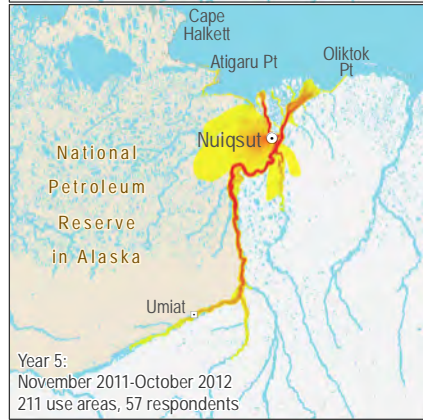 Cape
Halkett
Atigaru Pt
Oliktok
Pt
Nuiqsut
National
Petroleum
Reserve
in Alaska
Umiat
Year 5:
November 2011-October 2012
211 use areas, 57 respondents